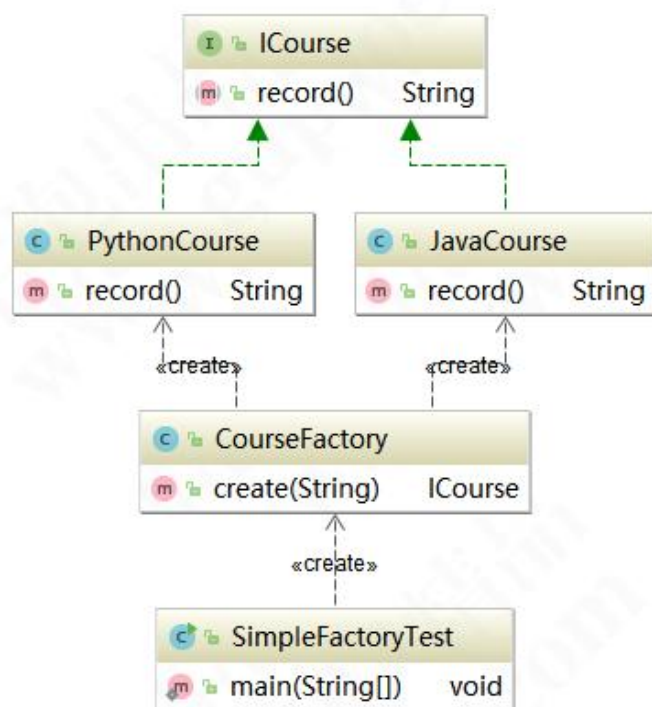 ICourse
record() String
PythonCourse
JavaCourse
record() String
record() String
«create»
«create»
CourseFactory
create(String) ICourse
«create»
SimpleFactoryTest
main(String[]) void